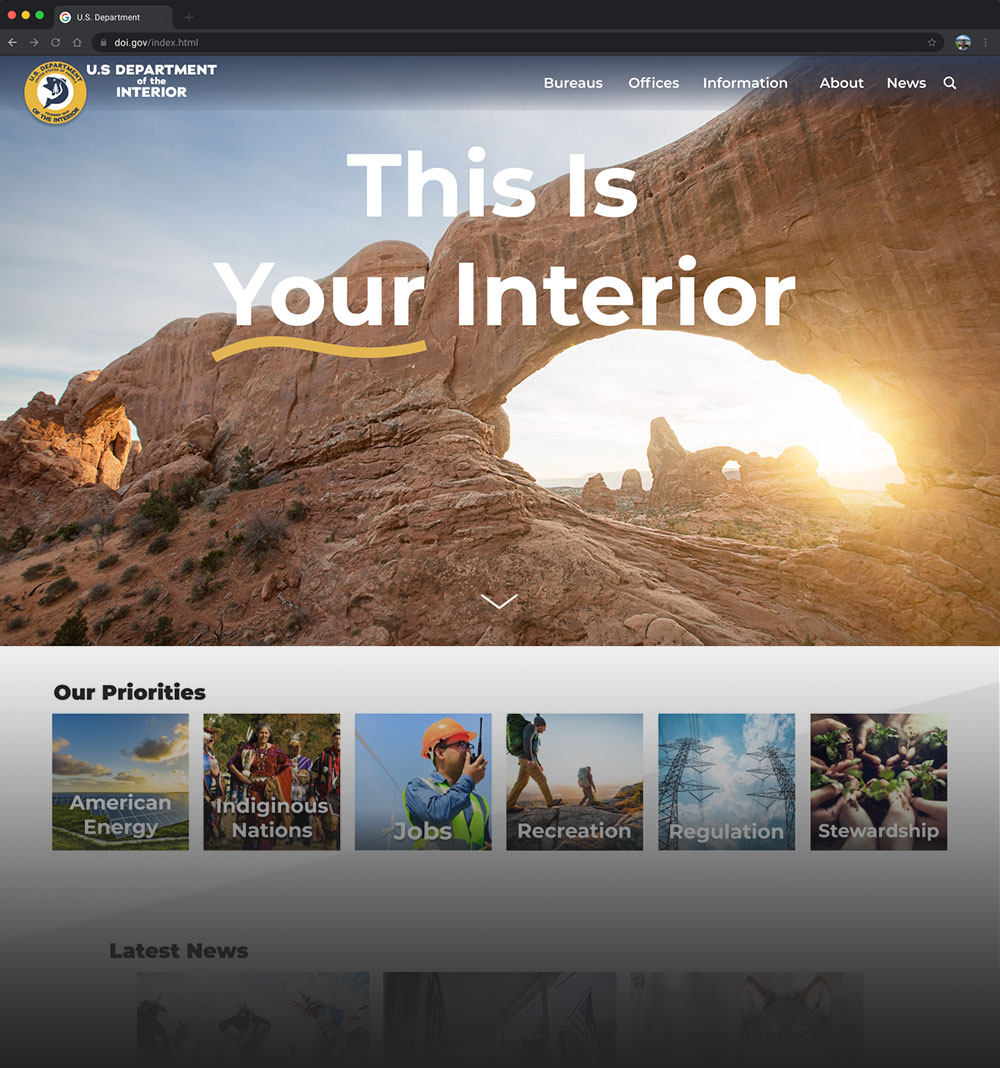 U.S. Department
doi.gov/index.html
U.S. DEPARTMENT
OF THE INTERIOR
U.S DEPARTMENT
of the
INTERIOR
Bureaus Offices Information About News
This Is
Your Interior
Our Priorities
American
Energy
Indiginous
Nations
Jobs
Recreation
Regulation
Stewardship
Latest News